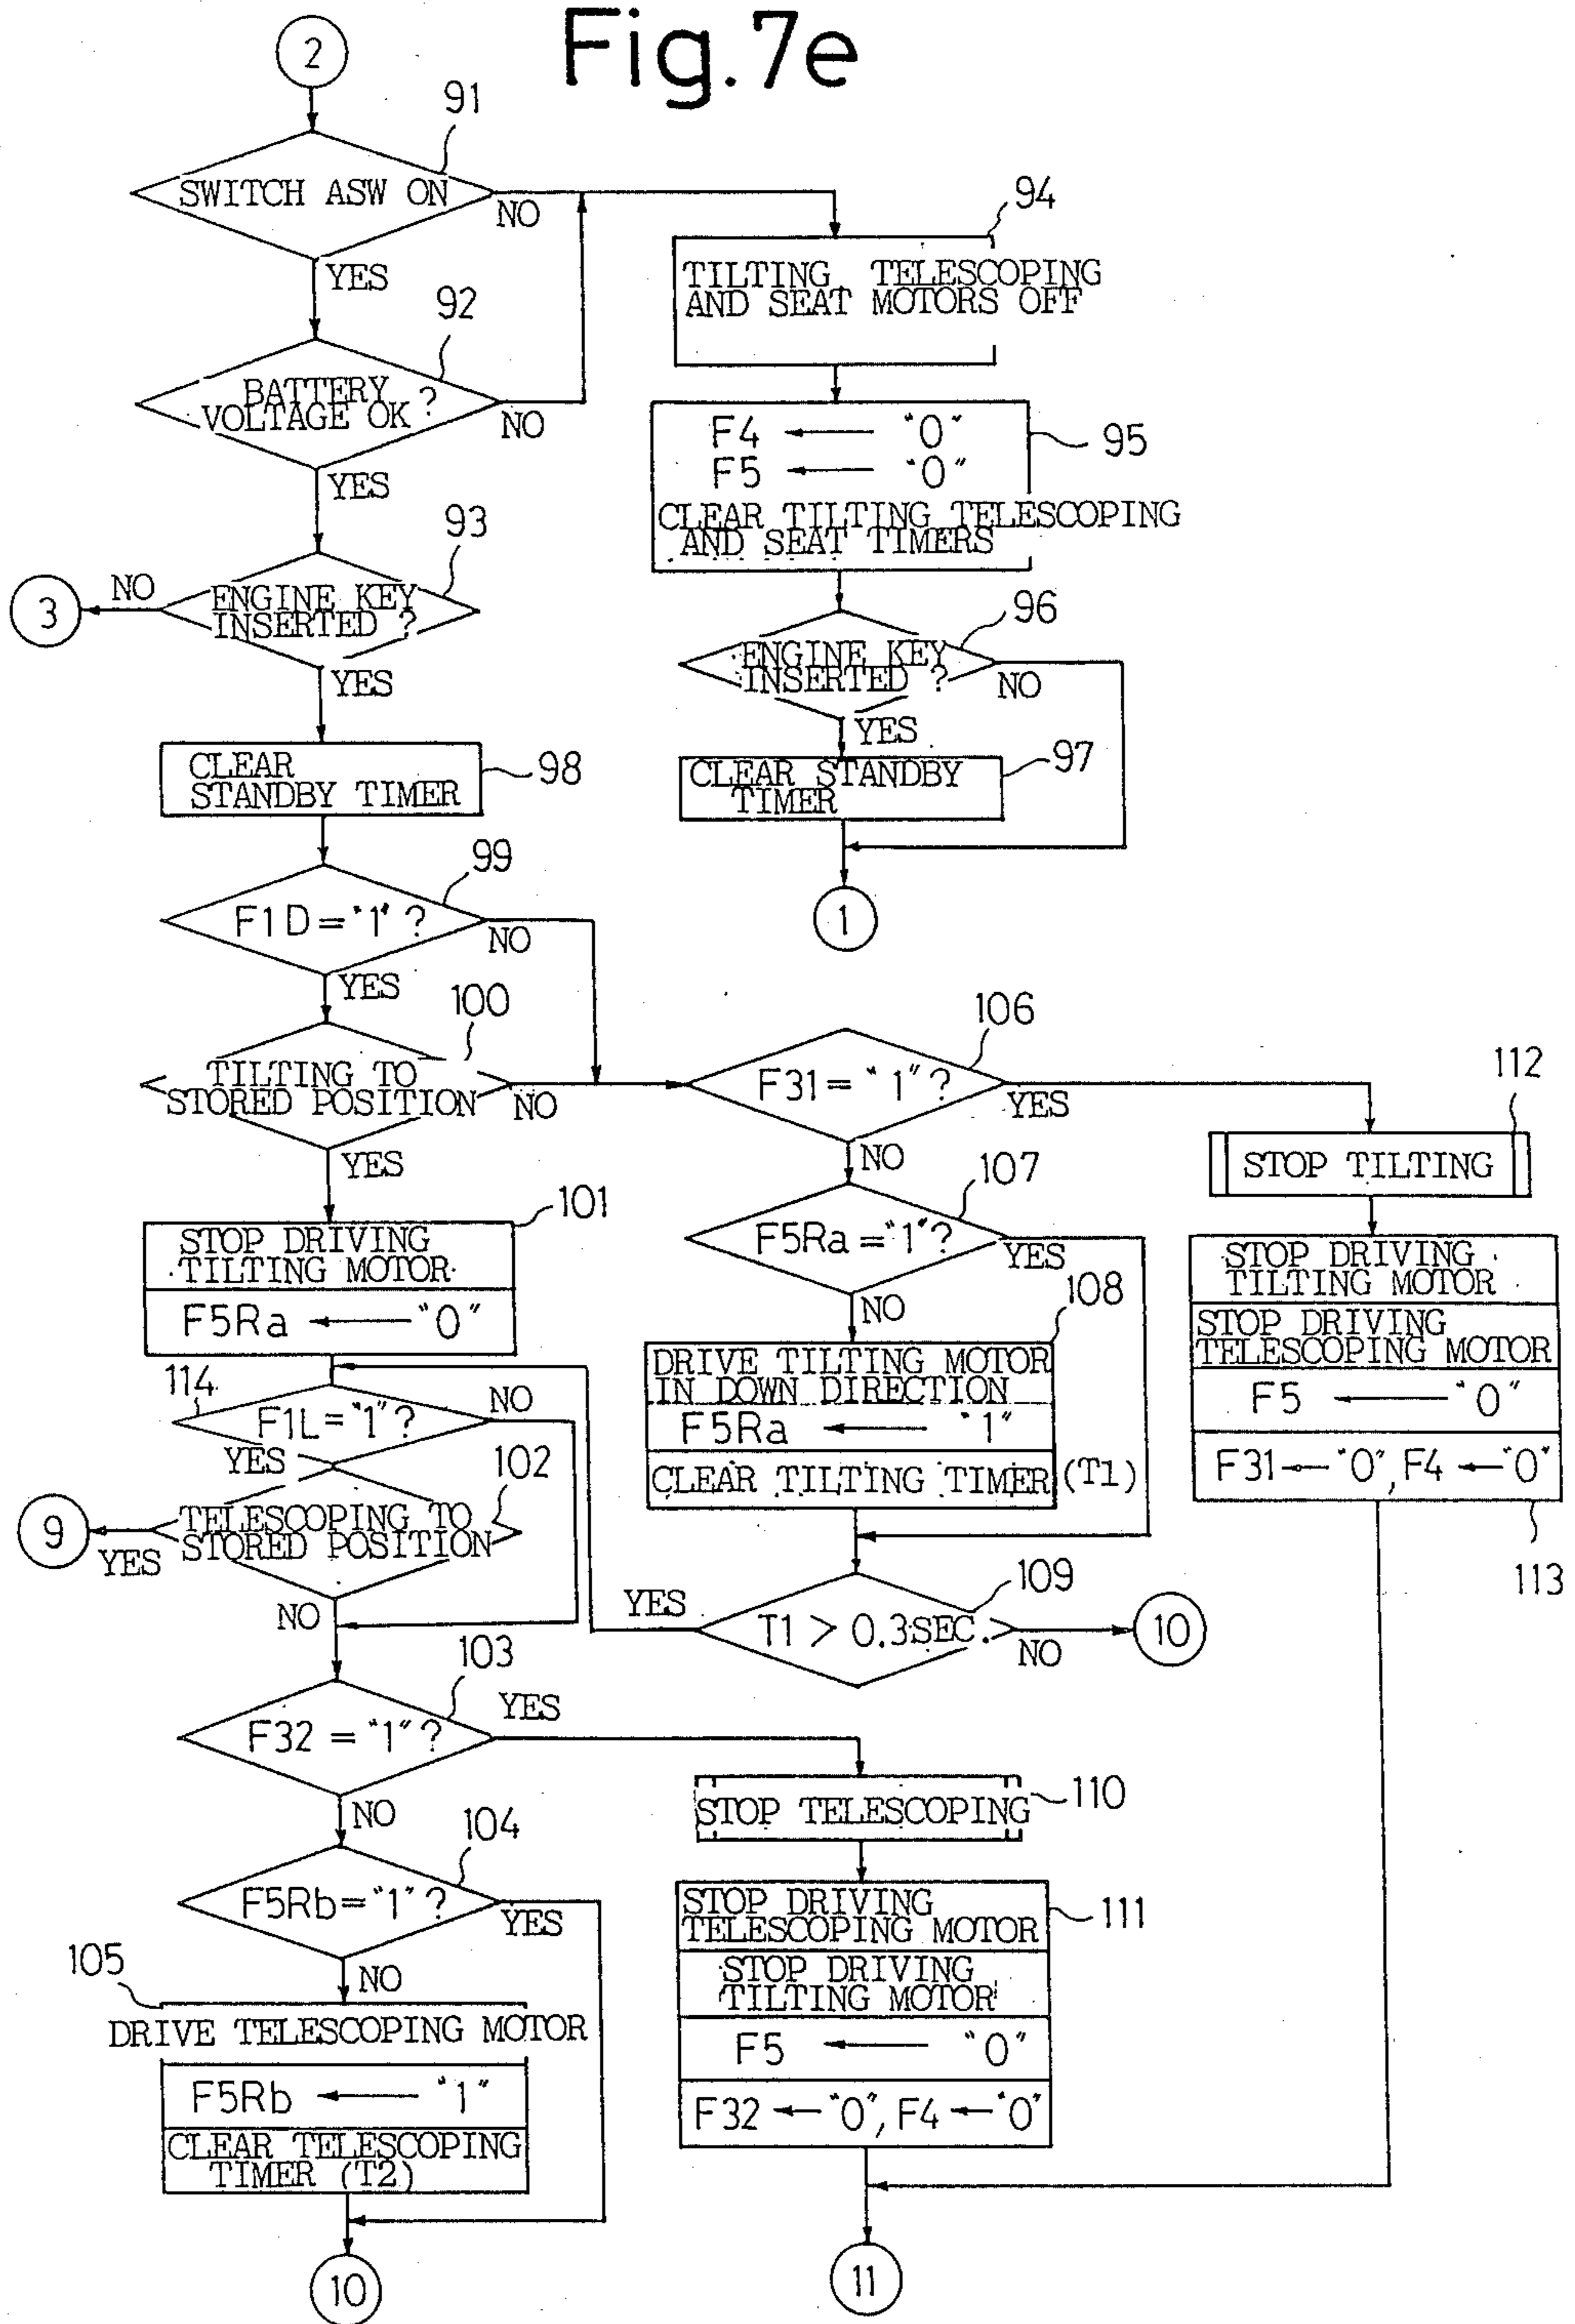 Fig.7e
2
91
SWITCH ASW ON
NO
YES
92
BATTERY
VOLTAGE OK ?
NO
YES
93
ENGINE KEY
INSERTED ?
NO
3
YES
94
TILTING, TELESCOPING
AND SEAT MOTORS OFF
F4 ← "0"
F5 ← "0"
CLEAR TILTING TELESCOPING
AND SEAT TIMERS
95
96
ENGINE KEY
INSERTED ?
NO
YES
97
CLEAR STANDBY
TIMER
1
CLEAR
STANDBY TIMER
98
99
F1D="1"?
NO
YES
100
TILTING TO
STORED POSITION
NO
YES
101
STOP DRIVING
TILTING MOTOR
F5Ra ← "0"
106
F31="1"?
YES
NO
107
F5Ra="1"?
YES
NO
108
DRIVE TILTING MOTOR
IN DOWN DIRECTION
F5Ra ← "1"
CLEAR TILTING TIMER (T1)
109
T1 > 0.3SEC.
YES
NO
10
112
STOP TILTING
STOP DRIVING
TILTING MOTOR
STOP DRIVING
TELESCOPING MOTOR
F5 ← "0"
F31 ← "0", F4 ← "0"
113
114
F1L="1"?
NO
YES
102
TELESCOPING TO
STORED POSITION
YES
9
NO
103
F32="1"?
YES
NO
104
F5Rb="1"?
YES
NO
105
DRIVE TELESCOPING MOTOR
F5Rb ← "1"
CLEAR TELESCOPING
TIMER (T2)
10
110
STOP TELESCOPING
111
STOP DRIVING
TELESCOPING MOTOR
STOP DRIVING
TILTING MOTOR
F5 ← "0"
F32 ← "0", F4 ← "0"
11